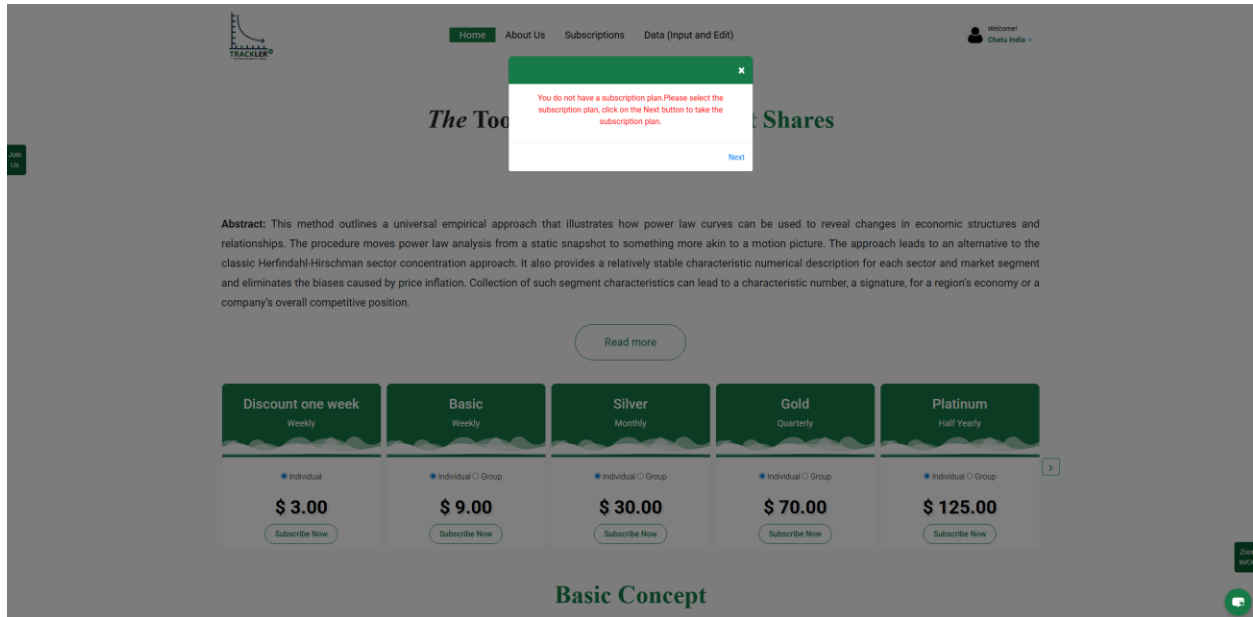 TRACKLER
Home About Us Subscriptions Data (Input and Edit)
Welcome!
Chetu India
×
You do not have a subscription plan.Please select the
subscription plan, click on the Next button to take the
subscription plan.
Next
The Too
t Shares
Join
Us
Abstract: This method outlines a universal empirical approach that illustrates how power law curves can be used to reveal changes in economic structures and
relationships. The procedure moves power law analysis from a static snapshot to something more akin to a motion picture. The approach leads to an alternative to the
classic Herfindahl-Hirschman sector concentration approach. It also provides a relatively stable characteristic numerical description for each sector and market segment
and eliminates the biases caused by price inflation. Collection of such segment characteristics can lead to a characteristic number, a signature, for a region's economy or a
company's overall competitive position.
Read more
Discount one week
Weekly
Individual
$ 3.00
Subscribe Now
Basic
Weekly
Individual Group
$ 9.00
Subscribe Now
Silver
Monthly
Individual Group
$ 30.00
Subscribe Now
Gold
Quarterly
Individual Group
$ 70.00
Subscribe Now
Platinum
Half Yearly
Individual Group
$ 125.00
Subscribe Now
Basic Concept